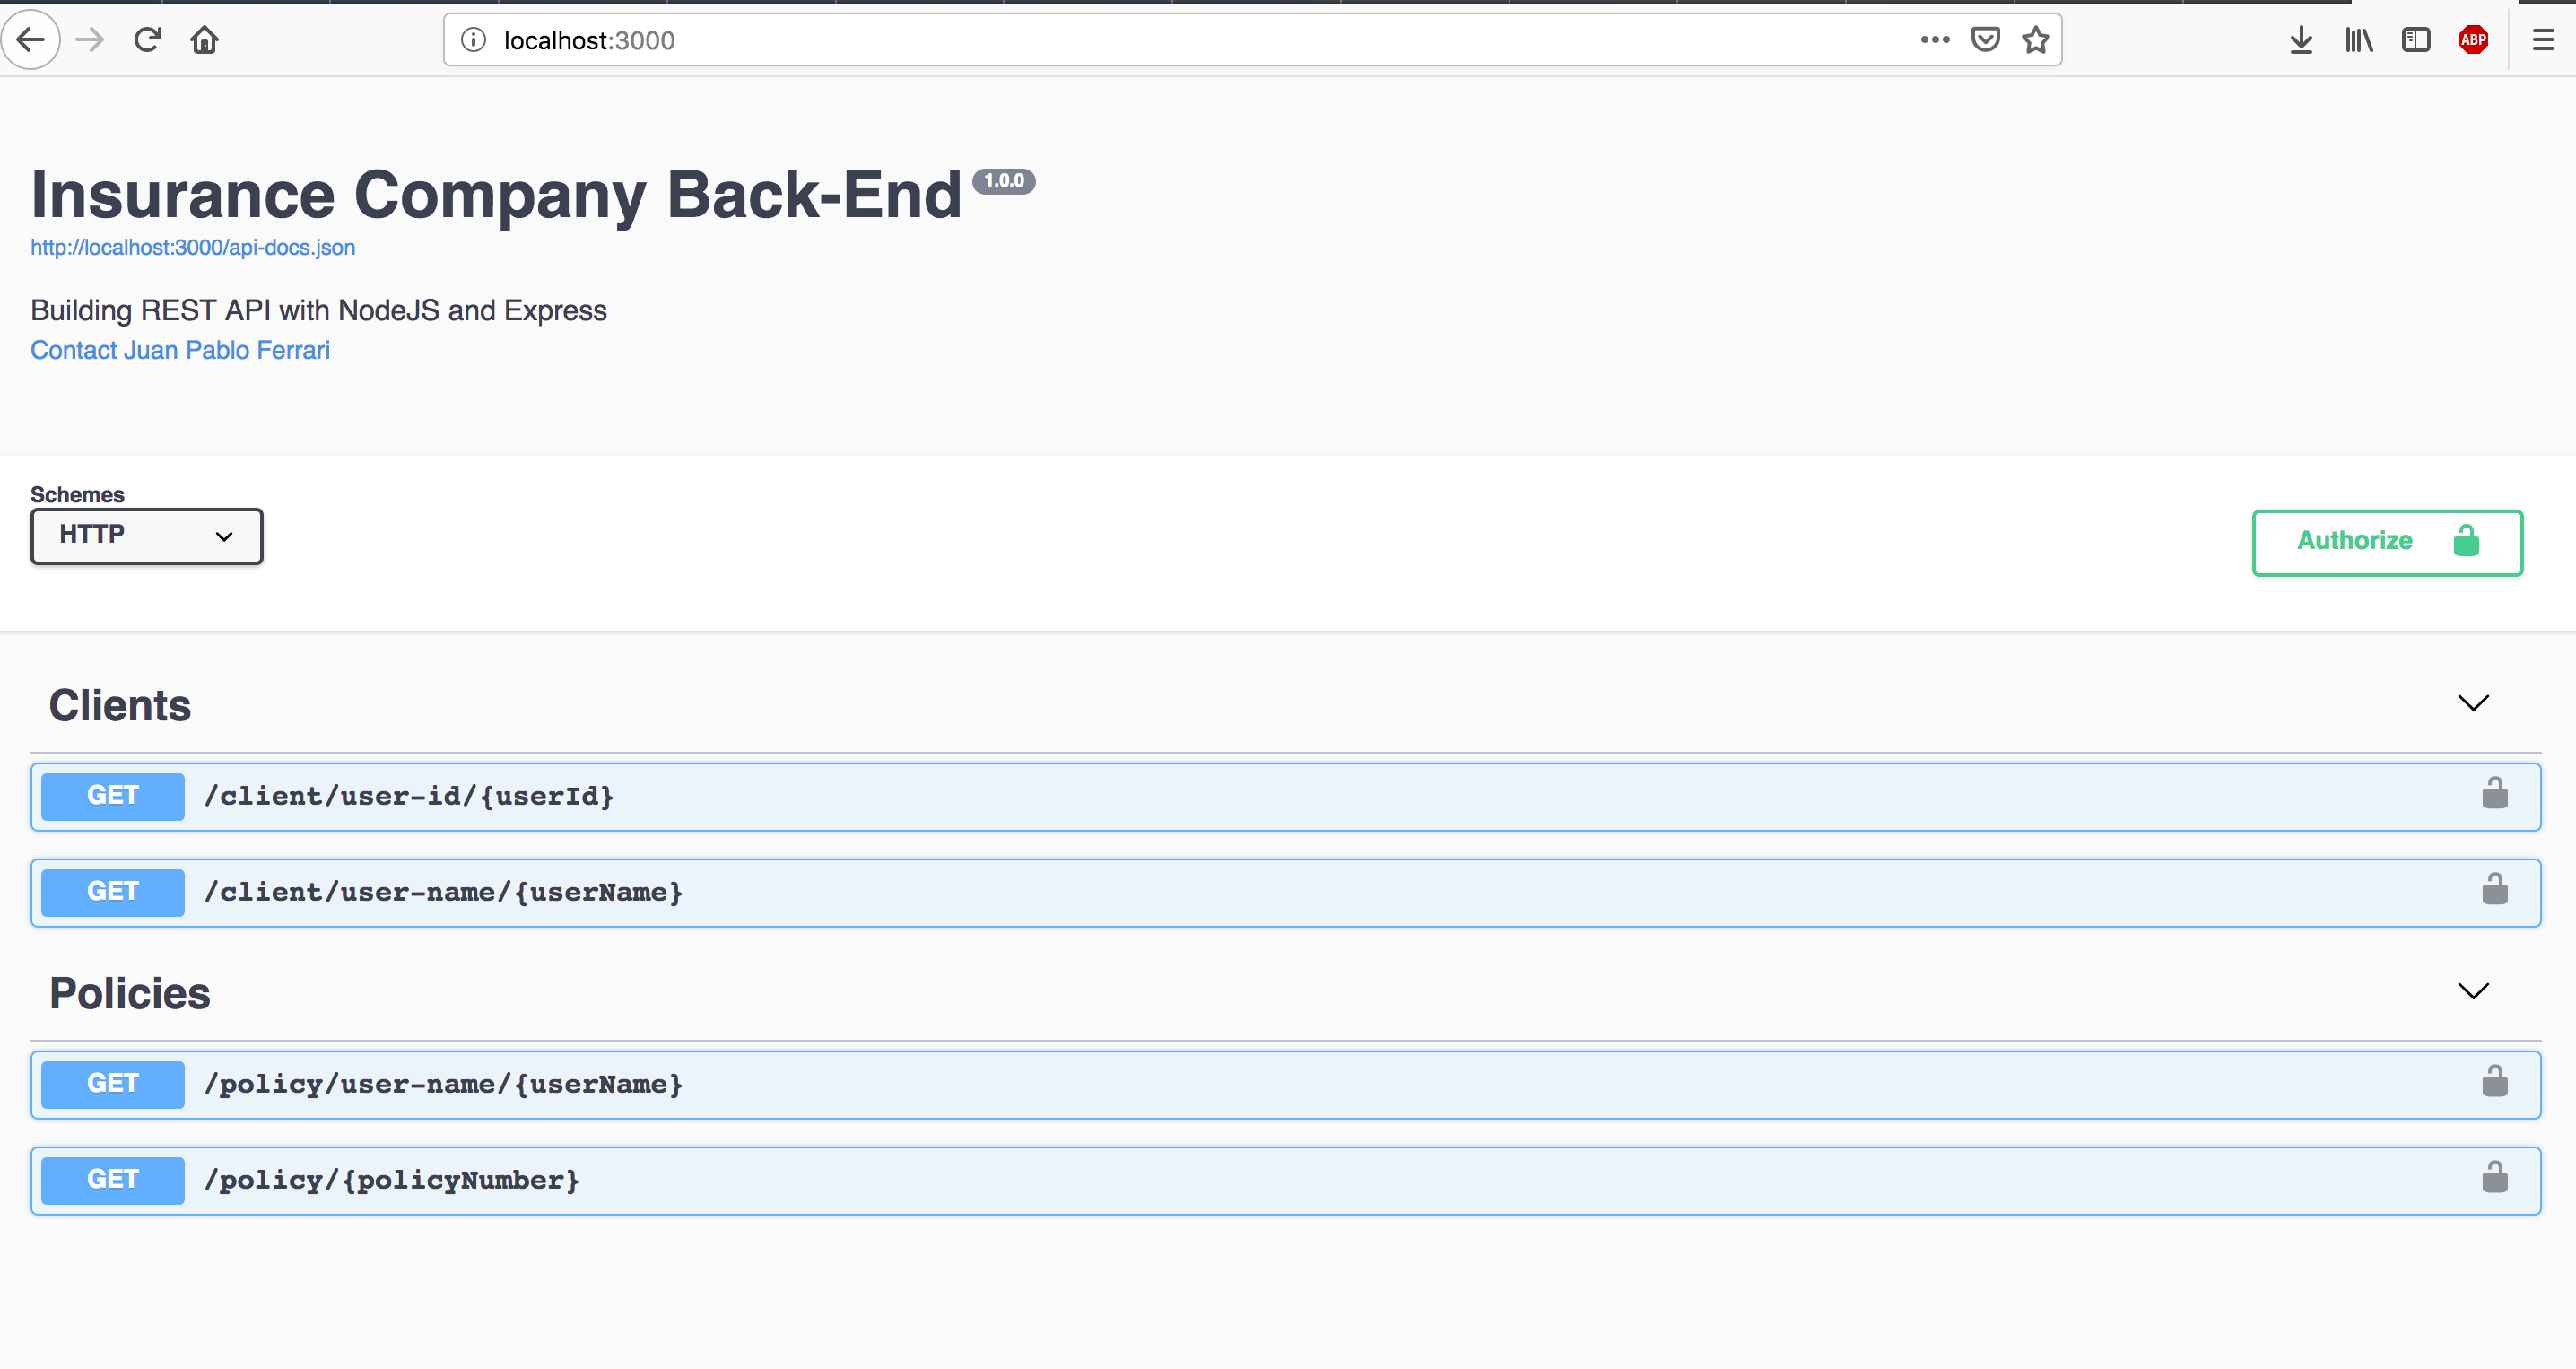 localhost:3000
ABP
Insurance Company Back-End 1.0.0
http://localhost:3000/api-docs.json
Building REST API with NodeJS and Express
Contact Juan Pablo Ferrari
Schemes
HTTP
Authorize
Clients
GET /client/user-id/{userId}
GET /client/user-name/{userName}
Policies
GET /policy/user-name/{userName}
GET /policy/{policyNumber}